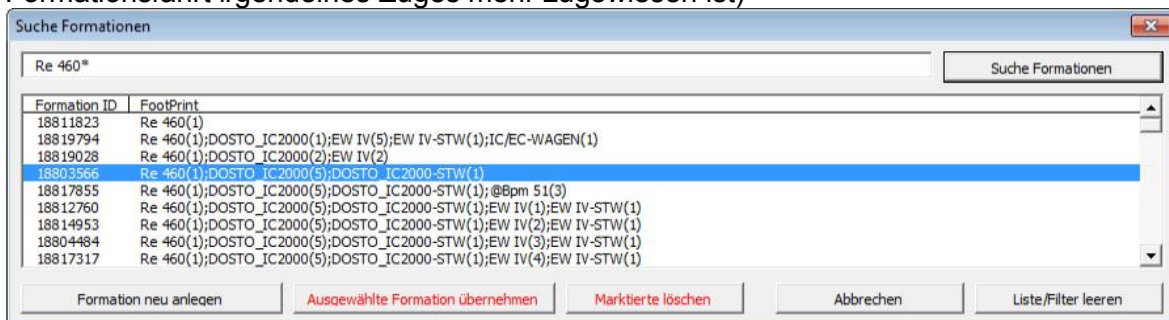 Formationsfahrt irgendeines Zuges mehr zugewiesen ist)
Suche Formationen
Re 460*
Suche Formationen
Formation ID FootPrint
18811823 Re 460(1)
18819794 Re 460(1);DOSTO_IC2000(1);EW IV(5);EW IV-STW(1);IC/EC-WAGEN(1)
18819028 Re 460(1);DOSTO_IC2000(2);EW IV(2)
18803566 Re 460(1);DOSTO_IC2000(5);DOSTO_IC2000-STW(1)
18817855 Re 460(1);DOSTO_IC2000(5);DOSTO_IC2000-STW(1);@Bpm 51(3)
18812760 Re 460(1);DOSTO_IC2000(5);DOSTO_IC2000-STW(1);EW IV(1);EW IV-STW(1)
18814953 Re 460(1);DOSTO_IC2000(5);DOSTO_IC2000-STW(1);EW IV(2);EW IV-STW(1)
18804484 Re 460(1);DOSTO_IC2000(5);DOSTO_IC2000-STW(1);EW IV(3);EW IV-STW(1)
18817317 Re 460(1);DOSTO_IC2000(5);DOSTO_IC2000-STW(1);EW IV(4);EW IV-STW(1)
Formation neu anlegen Ausgewählte Formation übernehmen Marktierte löschen Abbrechen Liste/Filter leeren